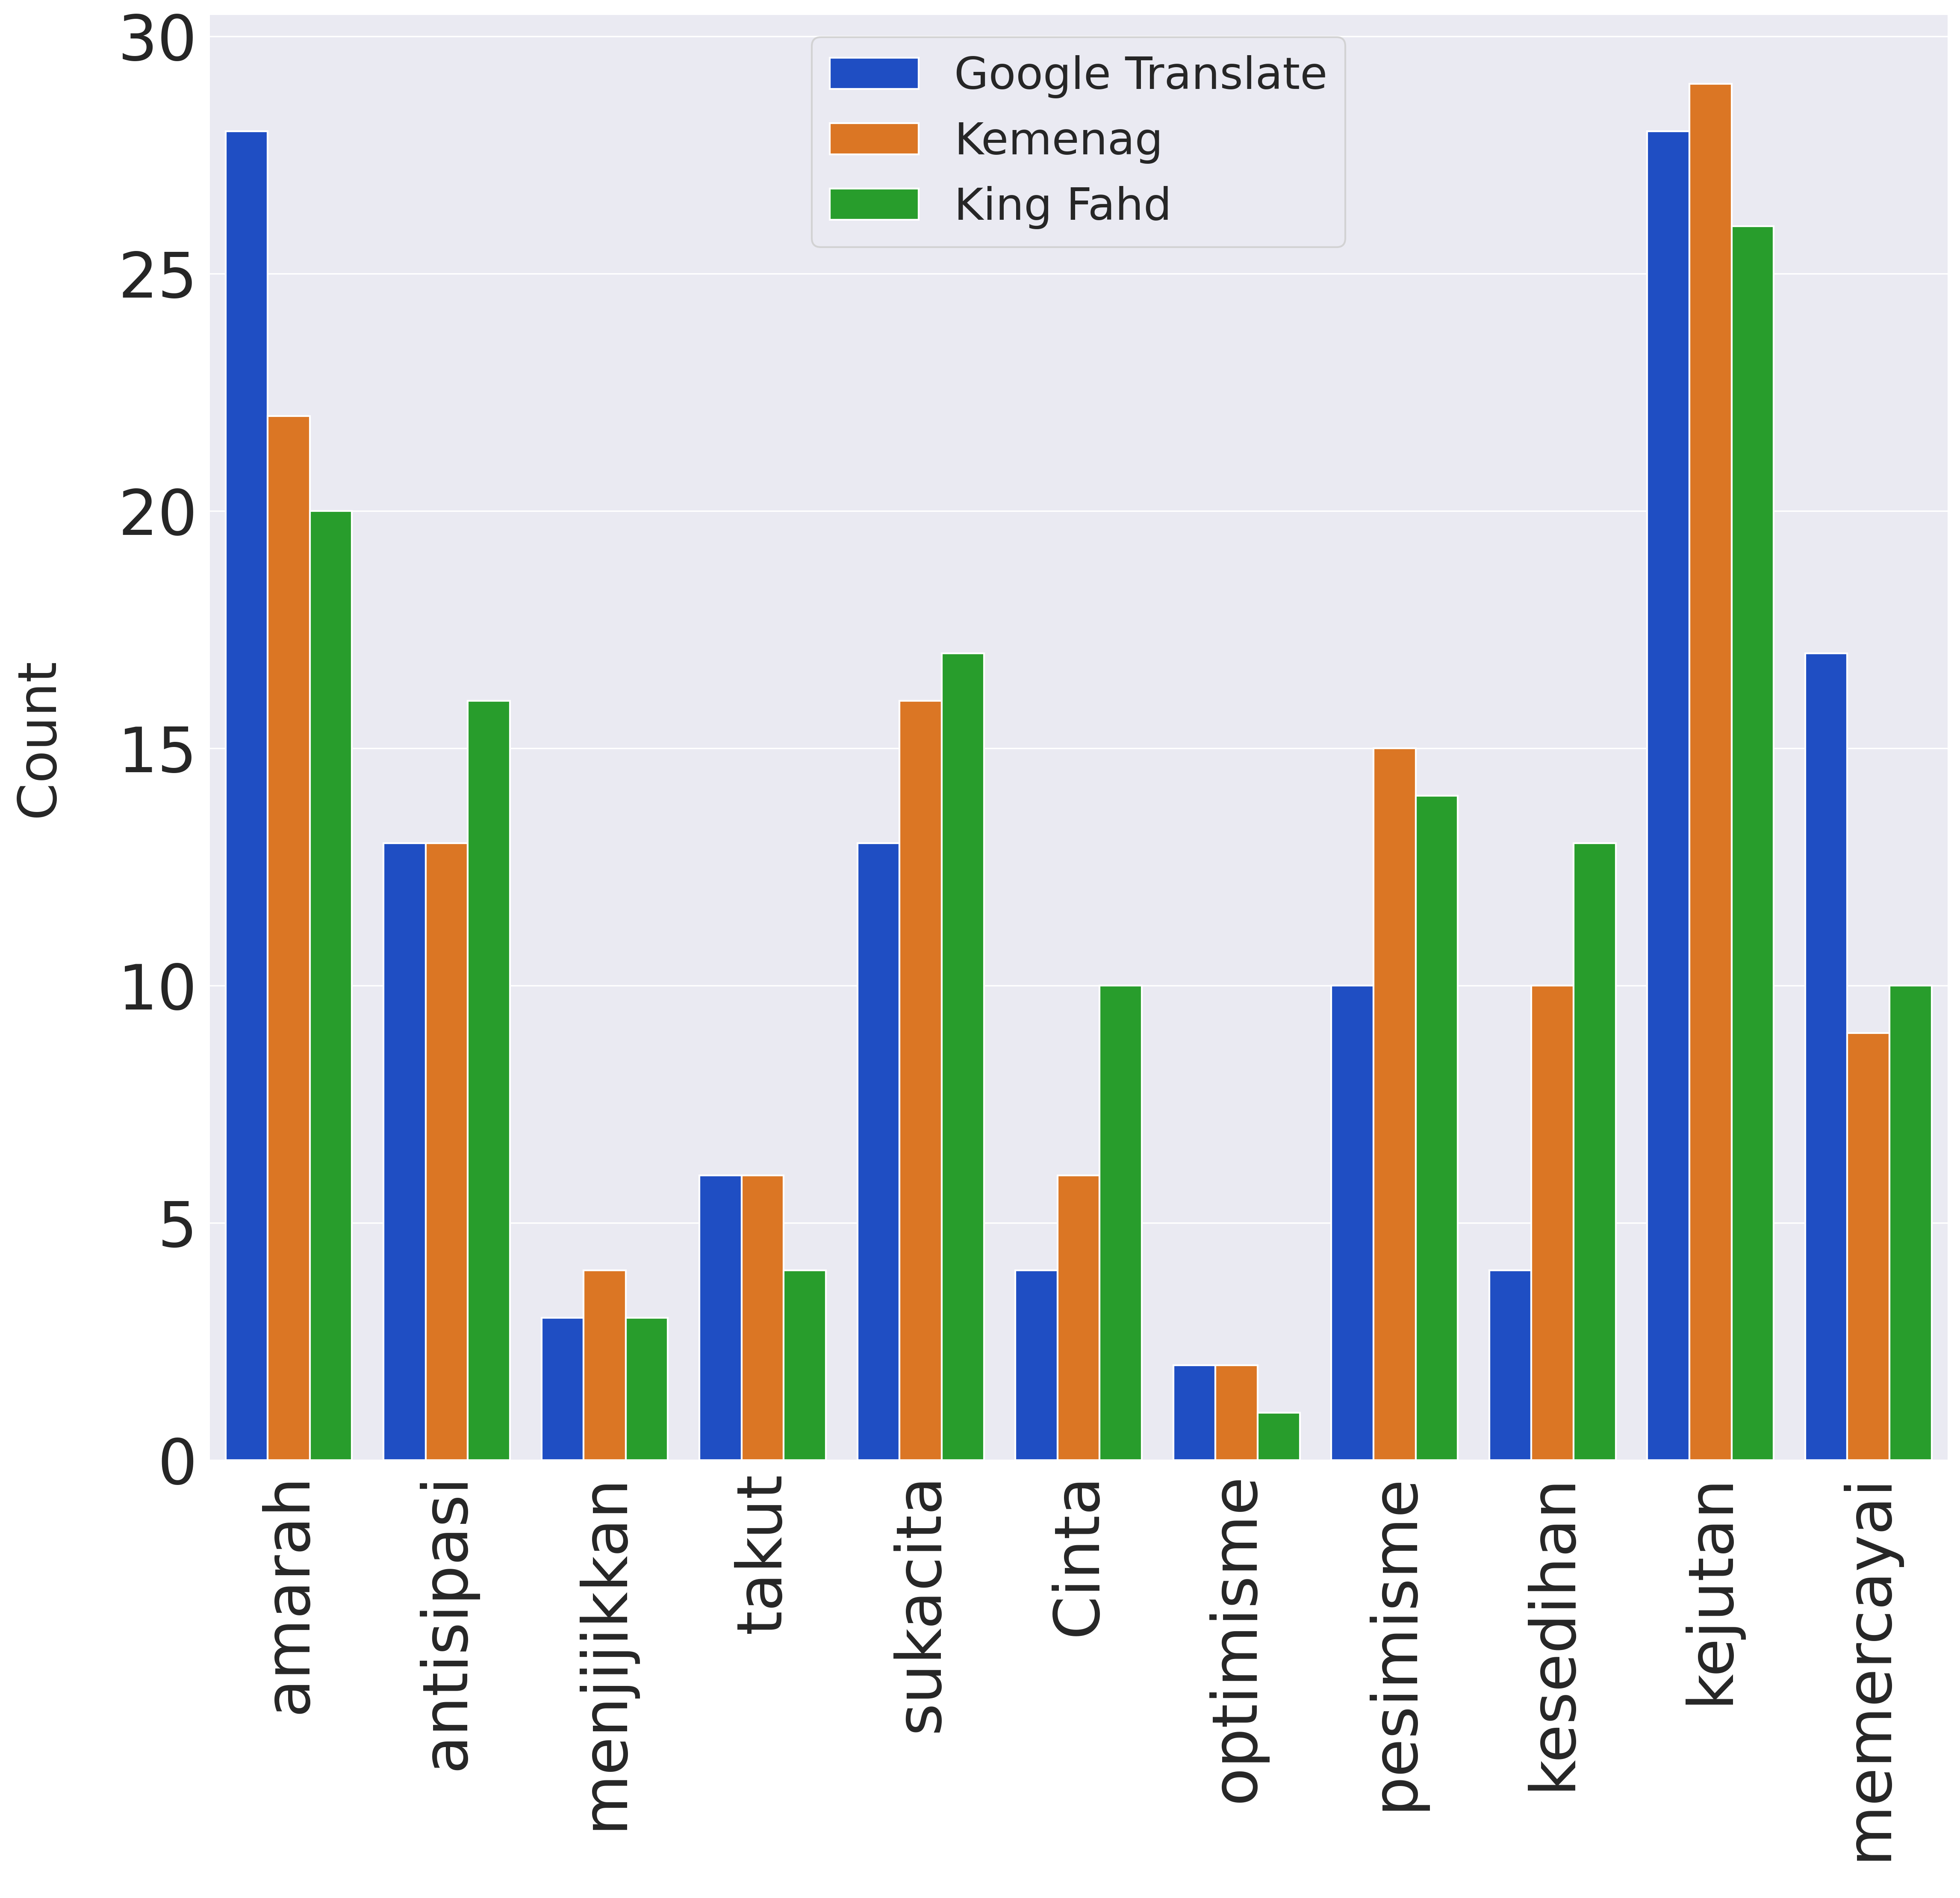 30
25
20
15
10
5
0
Count
Google Translate
Kemenag
King Fahd
amarah
antisipasi
menjijikkan
takut
sukacita
Cinta
optimisme
pesimisme
kesedihan
kejutan
memercayai